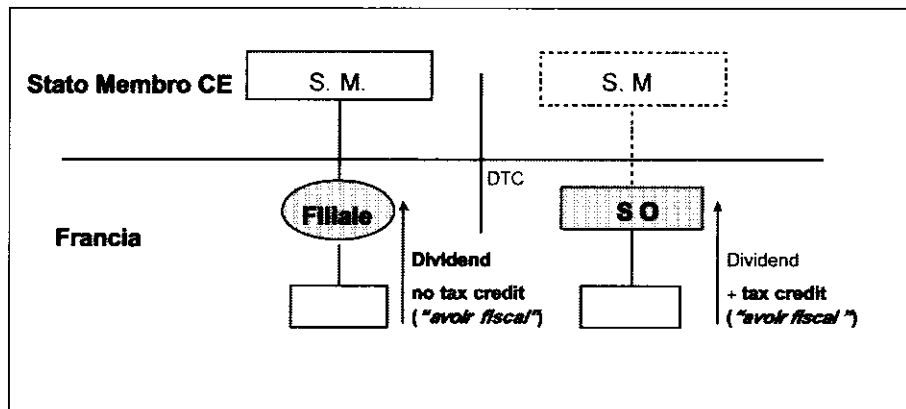 Stato Membro CE
S. M.
S. M
DTC
Filiale
S O
Francia
Dividend
no tax credit
("avoir fiscal")
Dividend
+ tax credit
("avoir fiscal ")